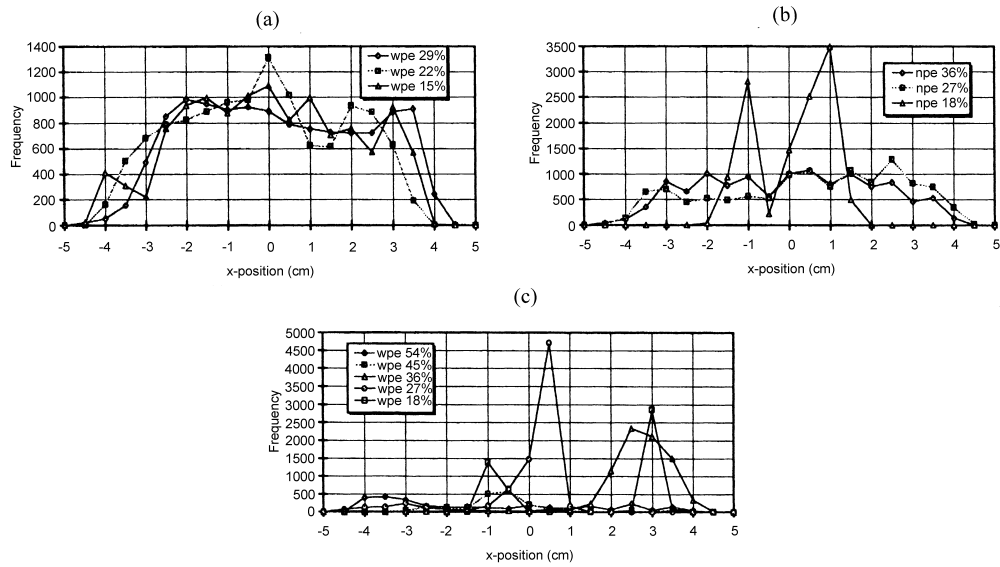 (a)
1400
1200
1000
800
600
400
200
0
Frequency
wpe 29%
wpe 22%
wpe 15%
-5 -4 -3 -2 -1 0 1 2 3 4 5
x-position (cm)
(b)
3500
3000
2500
2000
1500
1000
500
0
Frequency
npe 36%
npe 27%
npe 18%
-5 -4 -3 -2 -1 0 1 2 3 4 5
x-position (cm)
(c)
5000
4500
4000
3500
3000
2500
2000
1500
1000
500
0
Frequency
wpe 54%
wpe 45%
wpe 36%
wpe 27%
wpe 18%
-5 -4 -3 -2 -1 0 1 2 3 4 5
x-position (cm)